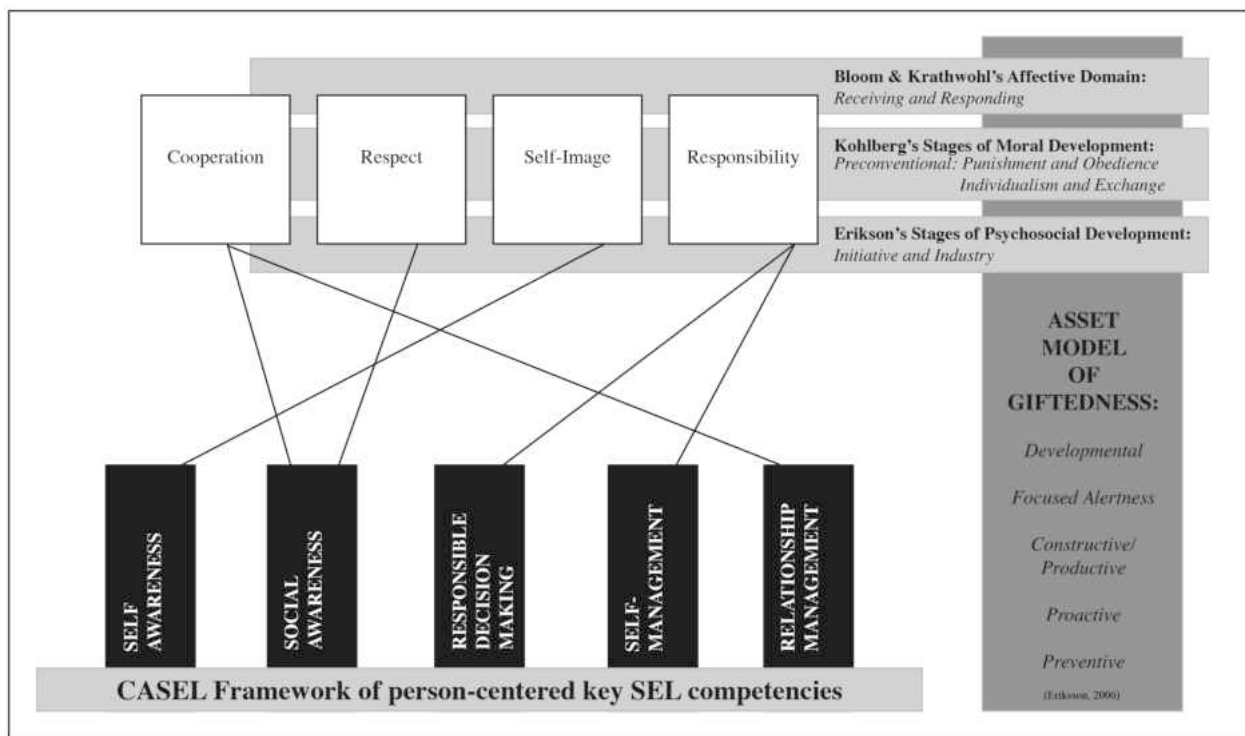 Bloom & Krathwohl's Affective Domain:
Receiving and Responding
Cooperation
Respect
Self-Image
Responsibility
Kohlberg's Stages of Moral Development:
Preconventional: Punishment and Obedience
Individualism and Exchange
Erikson's Stages of Psychosocial Development:
Initiative and Industry
ASSET
MODEL
OF
GIFTEDNESS:
Developmental
Focused Alertness
Constructive/
Productive
Proactive
Preventive
(Eriksson, 2006)
SELF
AWARENESS
SOCIAL
AWARENESS
RESPONSIBLE
DECISION
MAKING
SELF-
MANAGEMENT
RELATIONSHIP
MANAGEMENT
CASEL Framework of person-centered key SEL competencies